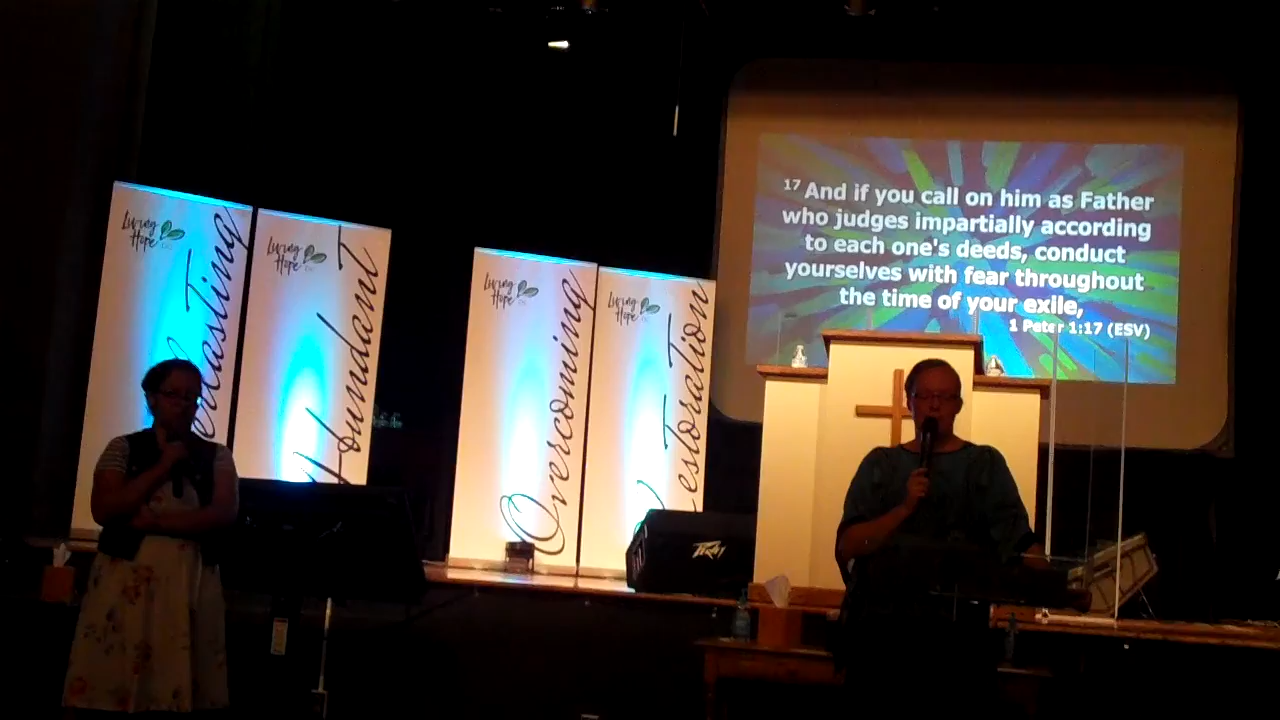 Living
Hope
Living
Hope
Abundant
Living
Hope
Overcoming
Living
Hope
Restoration
17 And if you call on him as Father
who judges impartially according
to each one's deeds, conduct
yourselves with fear throughout
the time of your exile,
1 Peter 1:17 (ESV)
PEAVEY